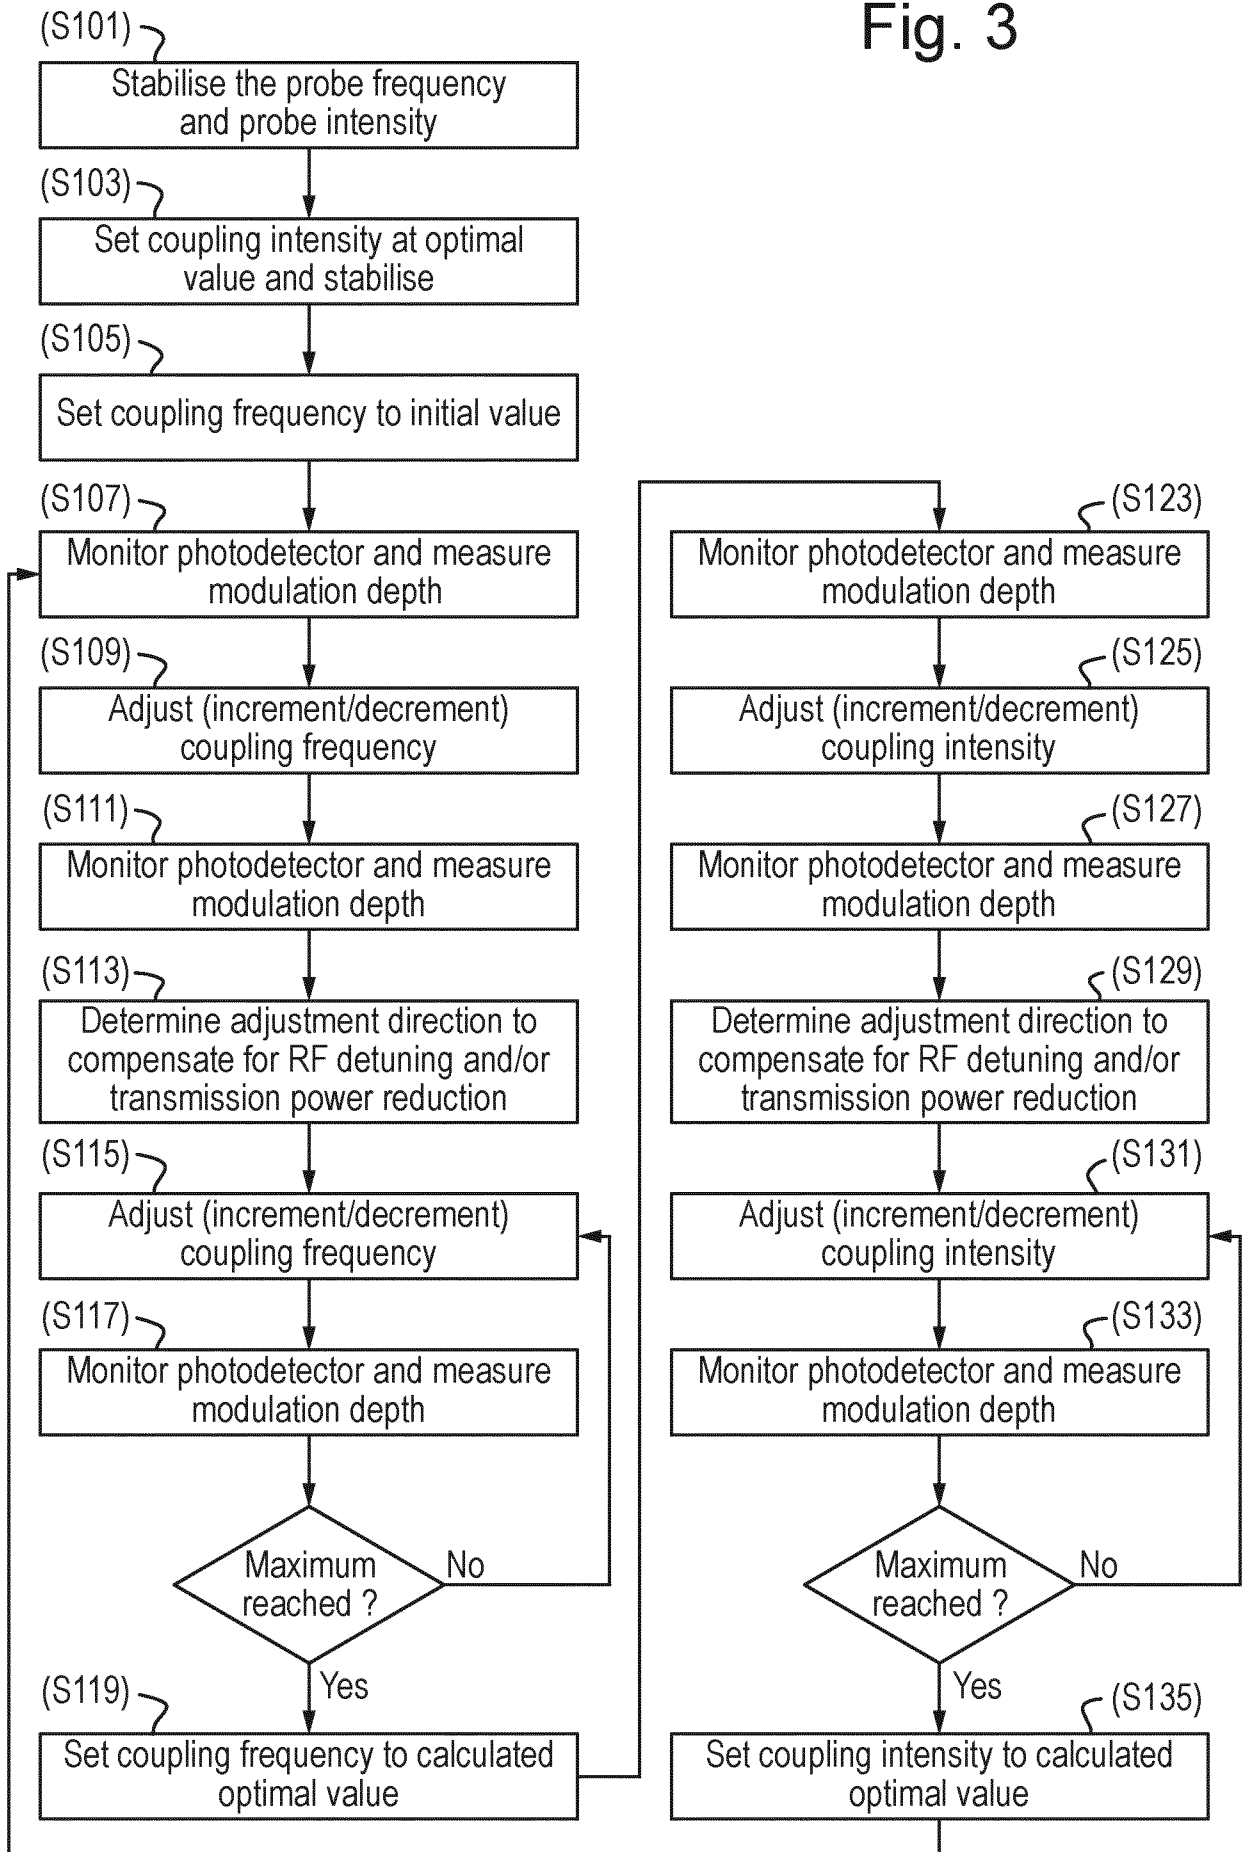 Fig. 3
(S101)
Stabilise the probe frequency
and probe intensity
(S103)
Set coupling intensity at optimal
value and stabilise
(S105)
Set coupling frequency to initial value
(S107)
Monitor photodetector and measure
modulation depth
(S109)
Adjust (increment/decrement)
coupling frequency
(S111)
Monitor photodetector and measure
modulation depth
(S113)
Determine adjustment direction to
compensate for RF detuning and/or
transmission power reduction
(S115)
Adjust (increment/decrement)
coupling frequency
(S117)
Monitor photodetector and measure
modulation depth
Maximum
reached ?
No
Yes
(S119)
Set coupling frequency to calculated
optimal value
(S123)
Monitor photodetector and measure
modulation depth
(S125)
Adjust (increment/decrement)
coupling intensity
(S127)
Monitor photodetector and measure
modulation depth
(S129)
Determine adjustment direction to
compensate for RF detuning and/or
transmission power reduction
(S131)
Adjust (increment/decrement)
coupling intensity
(S133)
Monitor photodetector and measure
modulation depth
Maximum
reached ?
No
Yes
(S135)
Set coupling intensity to calculated
optimal value